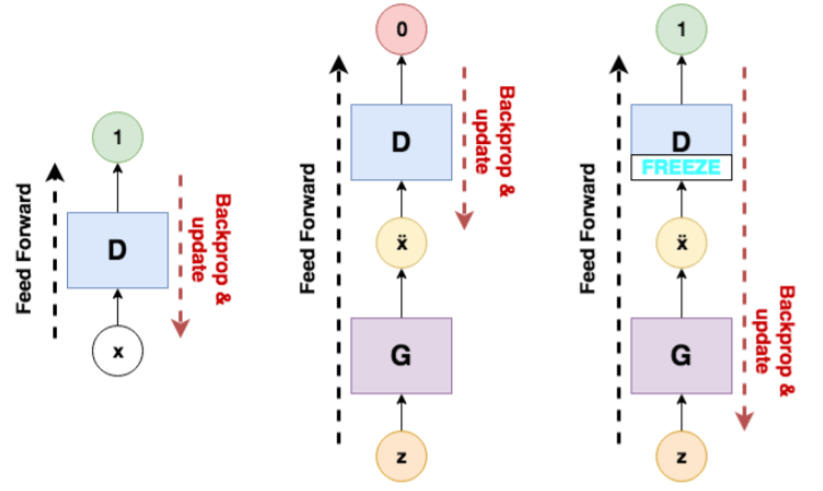 1
D
x
Feed Forward
Backprop &
update
0
D
ẍ
G
z
Feed Forward
Backprop &
update
1
D
FREEZE
ẍ
G
z
Feed Forward
Backprop &
update